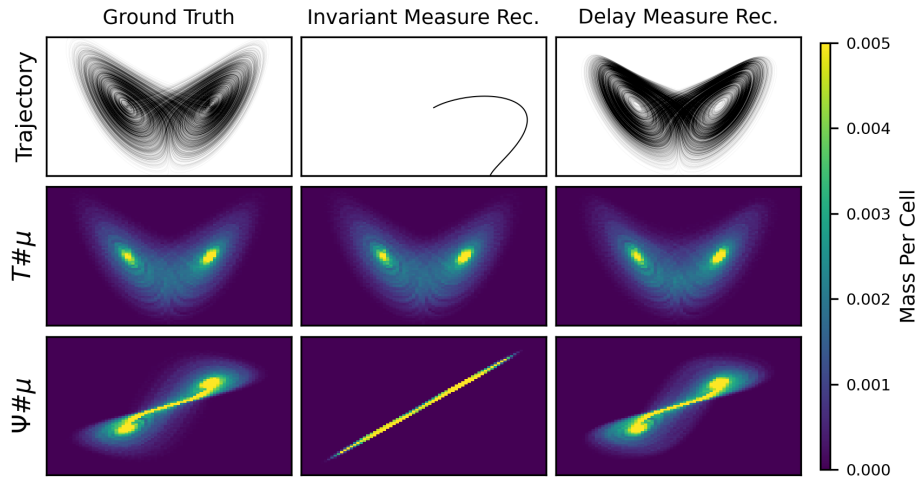 Ground Truth
Invariant Measure Rec.
Delay Measure Rec.
Trajectory
T#μ
Ψ#μ
0.005
0.004
0.003
0.002
0.001
0.000
Mass Per Cell